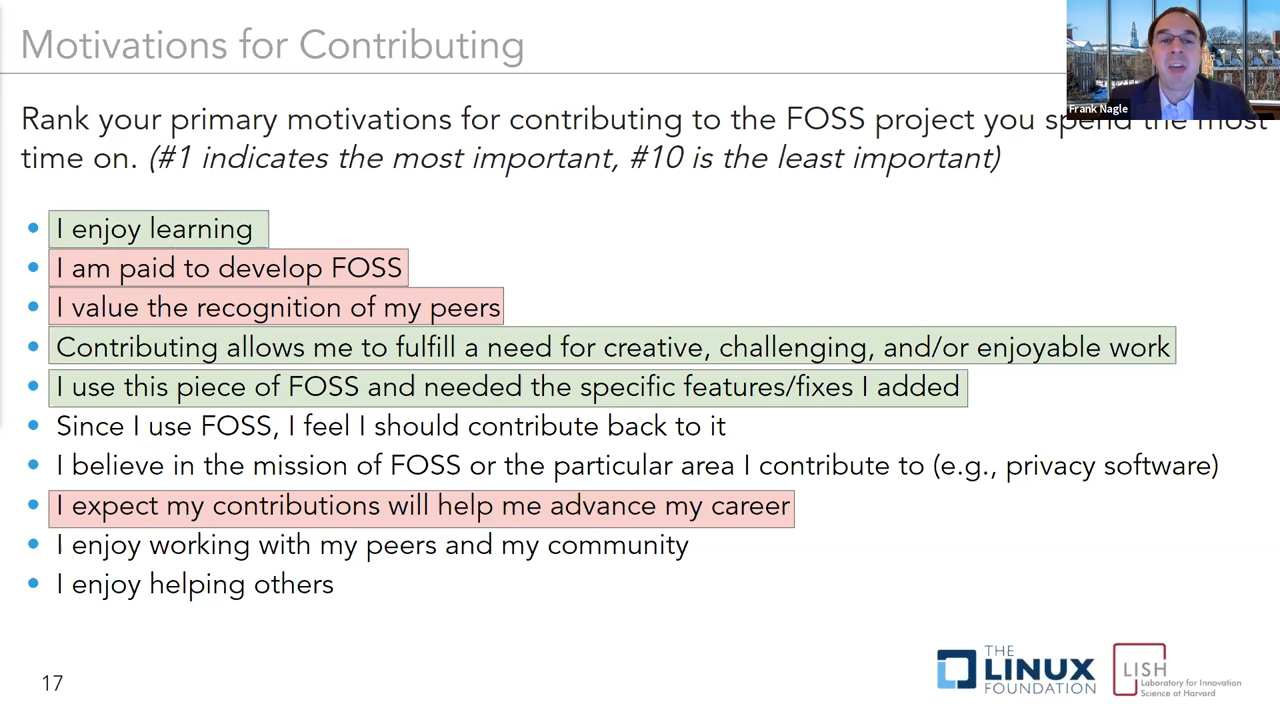 Motivations for Contributing
Frank Nagle
Rank your primary motivations for contributing to the FOSS project you spend the most
time on. (#1 indicates the most important, #10 is the least important)
• I enjoy learning
• I am paid to develop FOSS
• I value the recognition of my peers
• Contributing allows me to fulfill a need for creative, challenging, and/or enjoyable work
• I use this piece of FOSS and needed the specific features/fixes I added
• Since I use FOSS, I feel I should contribute back to it
• I believe in the mission of FOSS or the particular area I contribute to (e.g., privacy software)
• I expect my contributions will help me advance my career
• I enjoy working with my peers and my community
• I enjoy helping others
17
THE
LINUX
FOUNDATION
LISH
Laboratory for Innovation
Science at Harvard